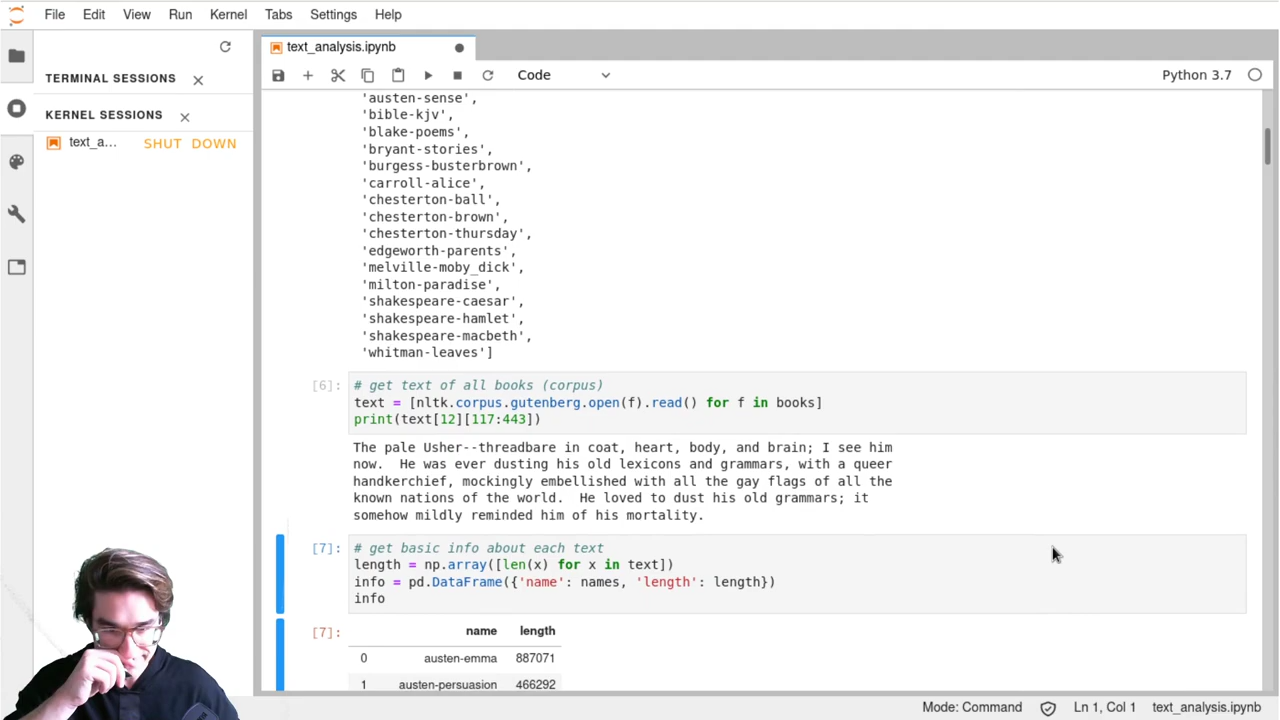 File Edit View Run Kernel Tabs Settings Help
TERMINAL SESSIONS
KERNEL SESSIONS
text_a… SHUT DOWN
text_analysis.ipynb
Code
Python 3.7
'austen-sense',
'bible-kjv',
'blake-poems',
'bryant-stories',
'burgess-busterbrown',
'carroll-alice',
'chesterton-ball',
'chesterton-brown',
'chesterton-thursday',
'edgeworth-parents',
'melville-moby_dick',
'milton-paradise',
'shakespeare-caesar',
'shakespeare-hamlet',
'shakespeare-macbeth',
'whitman-leaves']
[6]: # get text of all books (corpus)
text = [nltk.corpus.gutenberg.open(f).read() for f in books]
print(text[12][117:443])
The pale Usher--threadbare in coat, heart, body, and brain; I see him
now.  He was ever dusting his old lexicons and grammars, with a queer
handkerchief, mockingly embellished with all the gay flags of all the
known nations of the world.  He loved to dust his old grammars; it
somehow mildly reminded him of his mortality.
[7]: # get basic info about each text
length = np.array([len(x) for x in text])
info = pd.DataFrame({'name': names, 'length': length})
info
[7]: name length
0 austen-emma 887071
1 austen-persuasion 466292
Mode: Command Ln 1, Col 1 text_analysis.ipynb